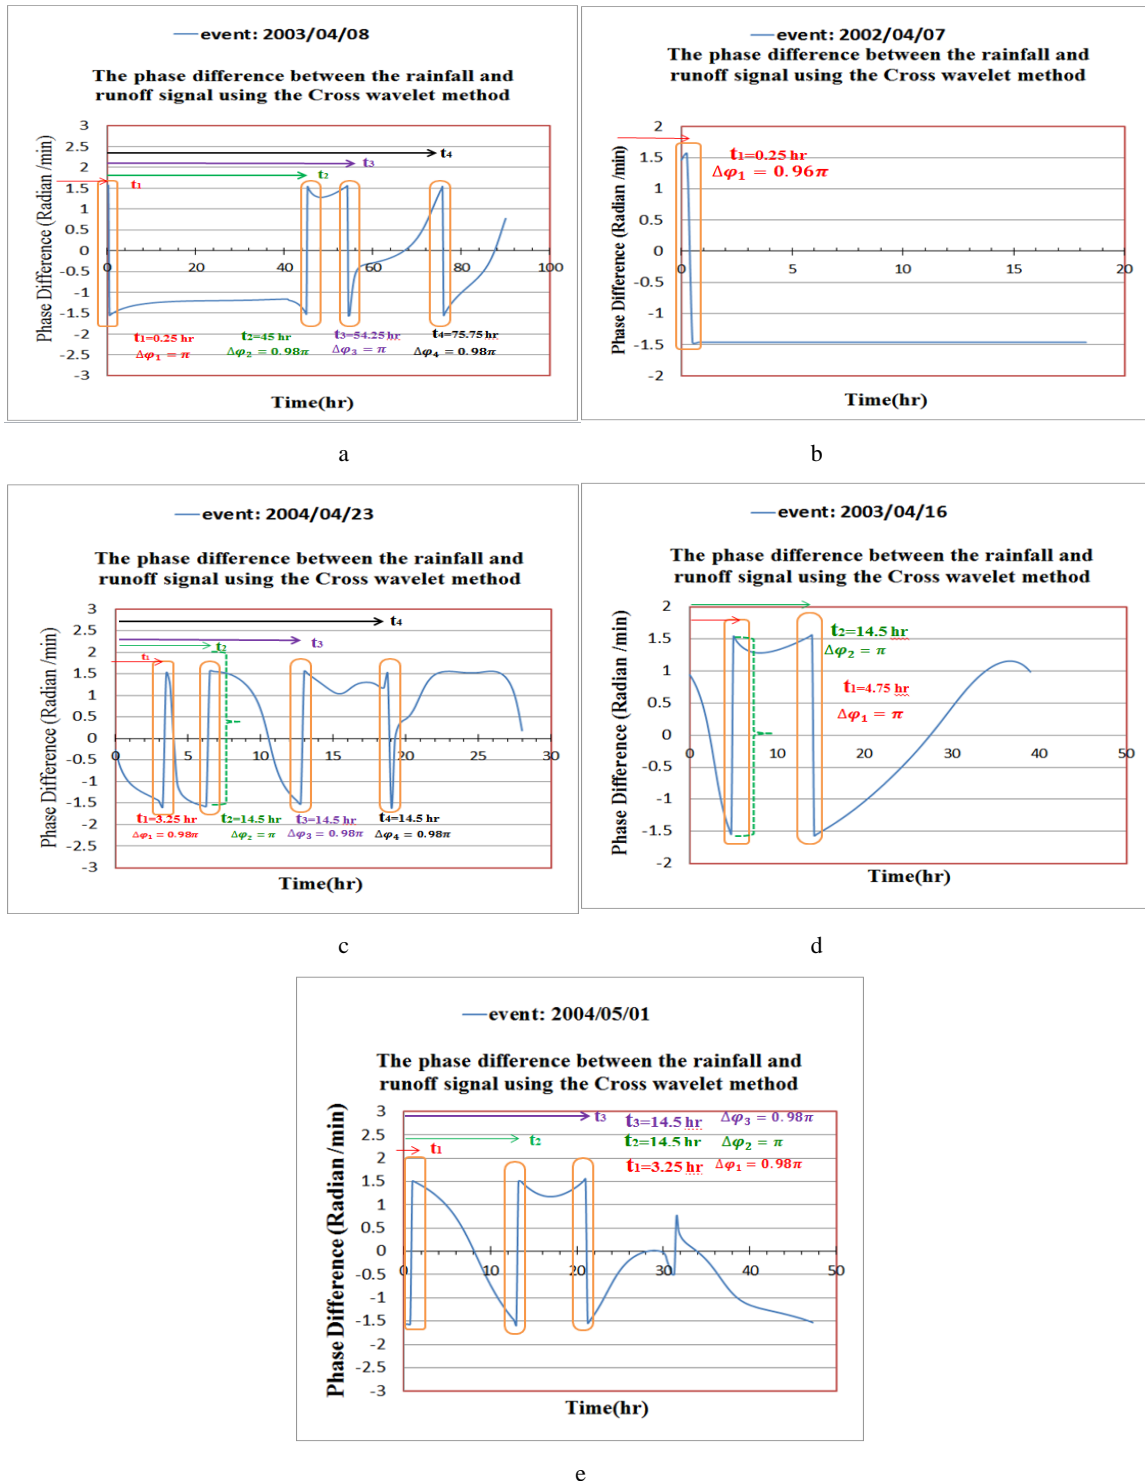 event: 2003/04/08
The phase difference between the rainfall and
runoff signal using the Cross wavelet method
Phase Difference (Radian /min)
3
2.5
2
1.5
1
0.5
0
-0.5
-1
-1.5
-2
-2.5
-3
t4
t3
t2
t1
0 20 40 60 80 100
t1=0.25 hr t2=45 hr t3=54.25hr t4=75.75 hr
Δφ1 = π Δφ2 = 0.98π Δφ3 = π Δφ4 = 0.98π
Time(hr)
a
event: 2002/04/07
The phase difference between the rainfall and
runoff signal using the Cross wavelet method
Phase Difference (Radian /min)
2
1.5
1
0.5
0
-0.5
-1
-1.5
-2
t1=0.25 hr
Δφ1 = 0.96π
0 5 10 15 20
Time(hr)
b
event: 2004/04/23
The phase difference between the rainfall and
runoff signal using the Cross wavelet method
Phase Difference (Radian /min)
3
2.5
2
1.5
1
0.5
0
-0.5
-1
-1.5
-2
-2.5
-3
t4
t3
t2
t1
0 5 10 15 20 25 30
t1=3.25 hr t2=14.5 hr t3=14.5 hr t4=14.5 hr
Δφ1 = 0.98π Δφ2 = π Δφ3 = 0.98π Δφ4 = 0.98π
Time(hr)
c
event: 2003/04/16
The phase difference between the rainfall and
runoff signal using the Cross wavelet method
Phase Difference (Radian /min)
2
1.5
1
0.5
0
-0.5
-1
-1.5
-2
t2=14.5 hr
Δφ2 = π
t1=4.75 hr
Δφ1 = π
0 10 20 30 40 50
Time(hr)
d
event: 2004/05/01
The phase difference between the rainfall and
runoff signal using the Cross wavelet method
Phase Difference (Radian /min)
3
2.5
2
1.5
1
0.5
0
-0.5
-1
-1.5
-2
-2.5
-3
t3 t3=14.5 hr Δφ3 = 0.98π
t2 t2=14.5 hr Δφ2 = π
t1 t1=3.25 hr Δφ1 = 0.98π
0 10 20 30 40 50
Time(hr)
e